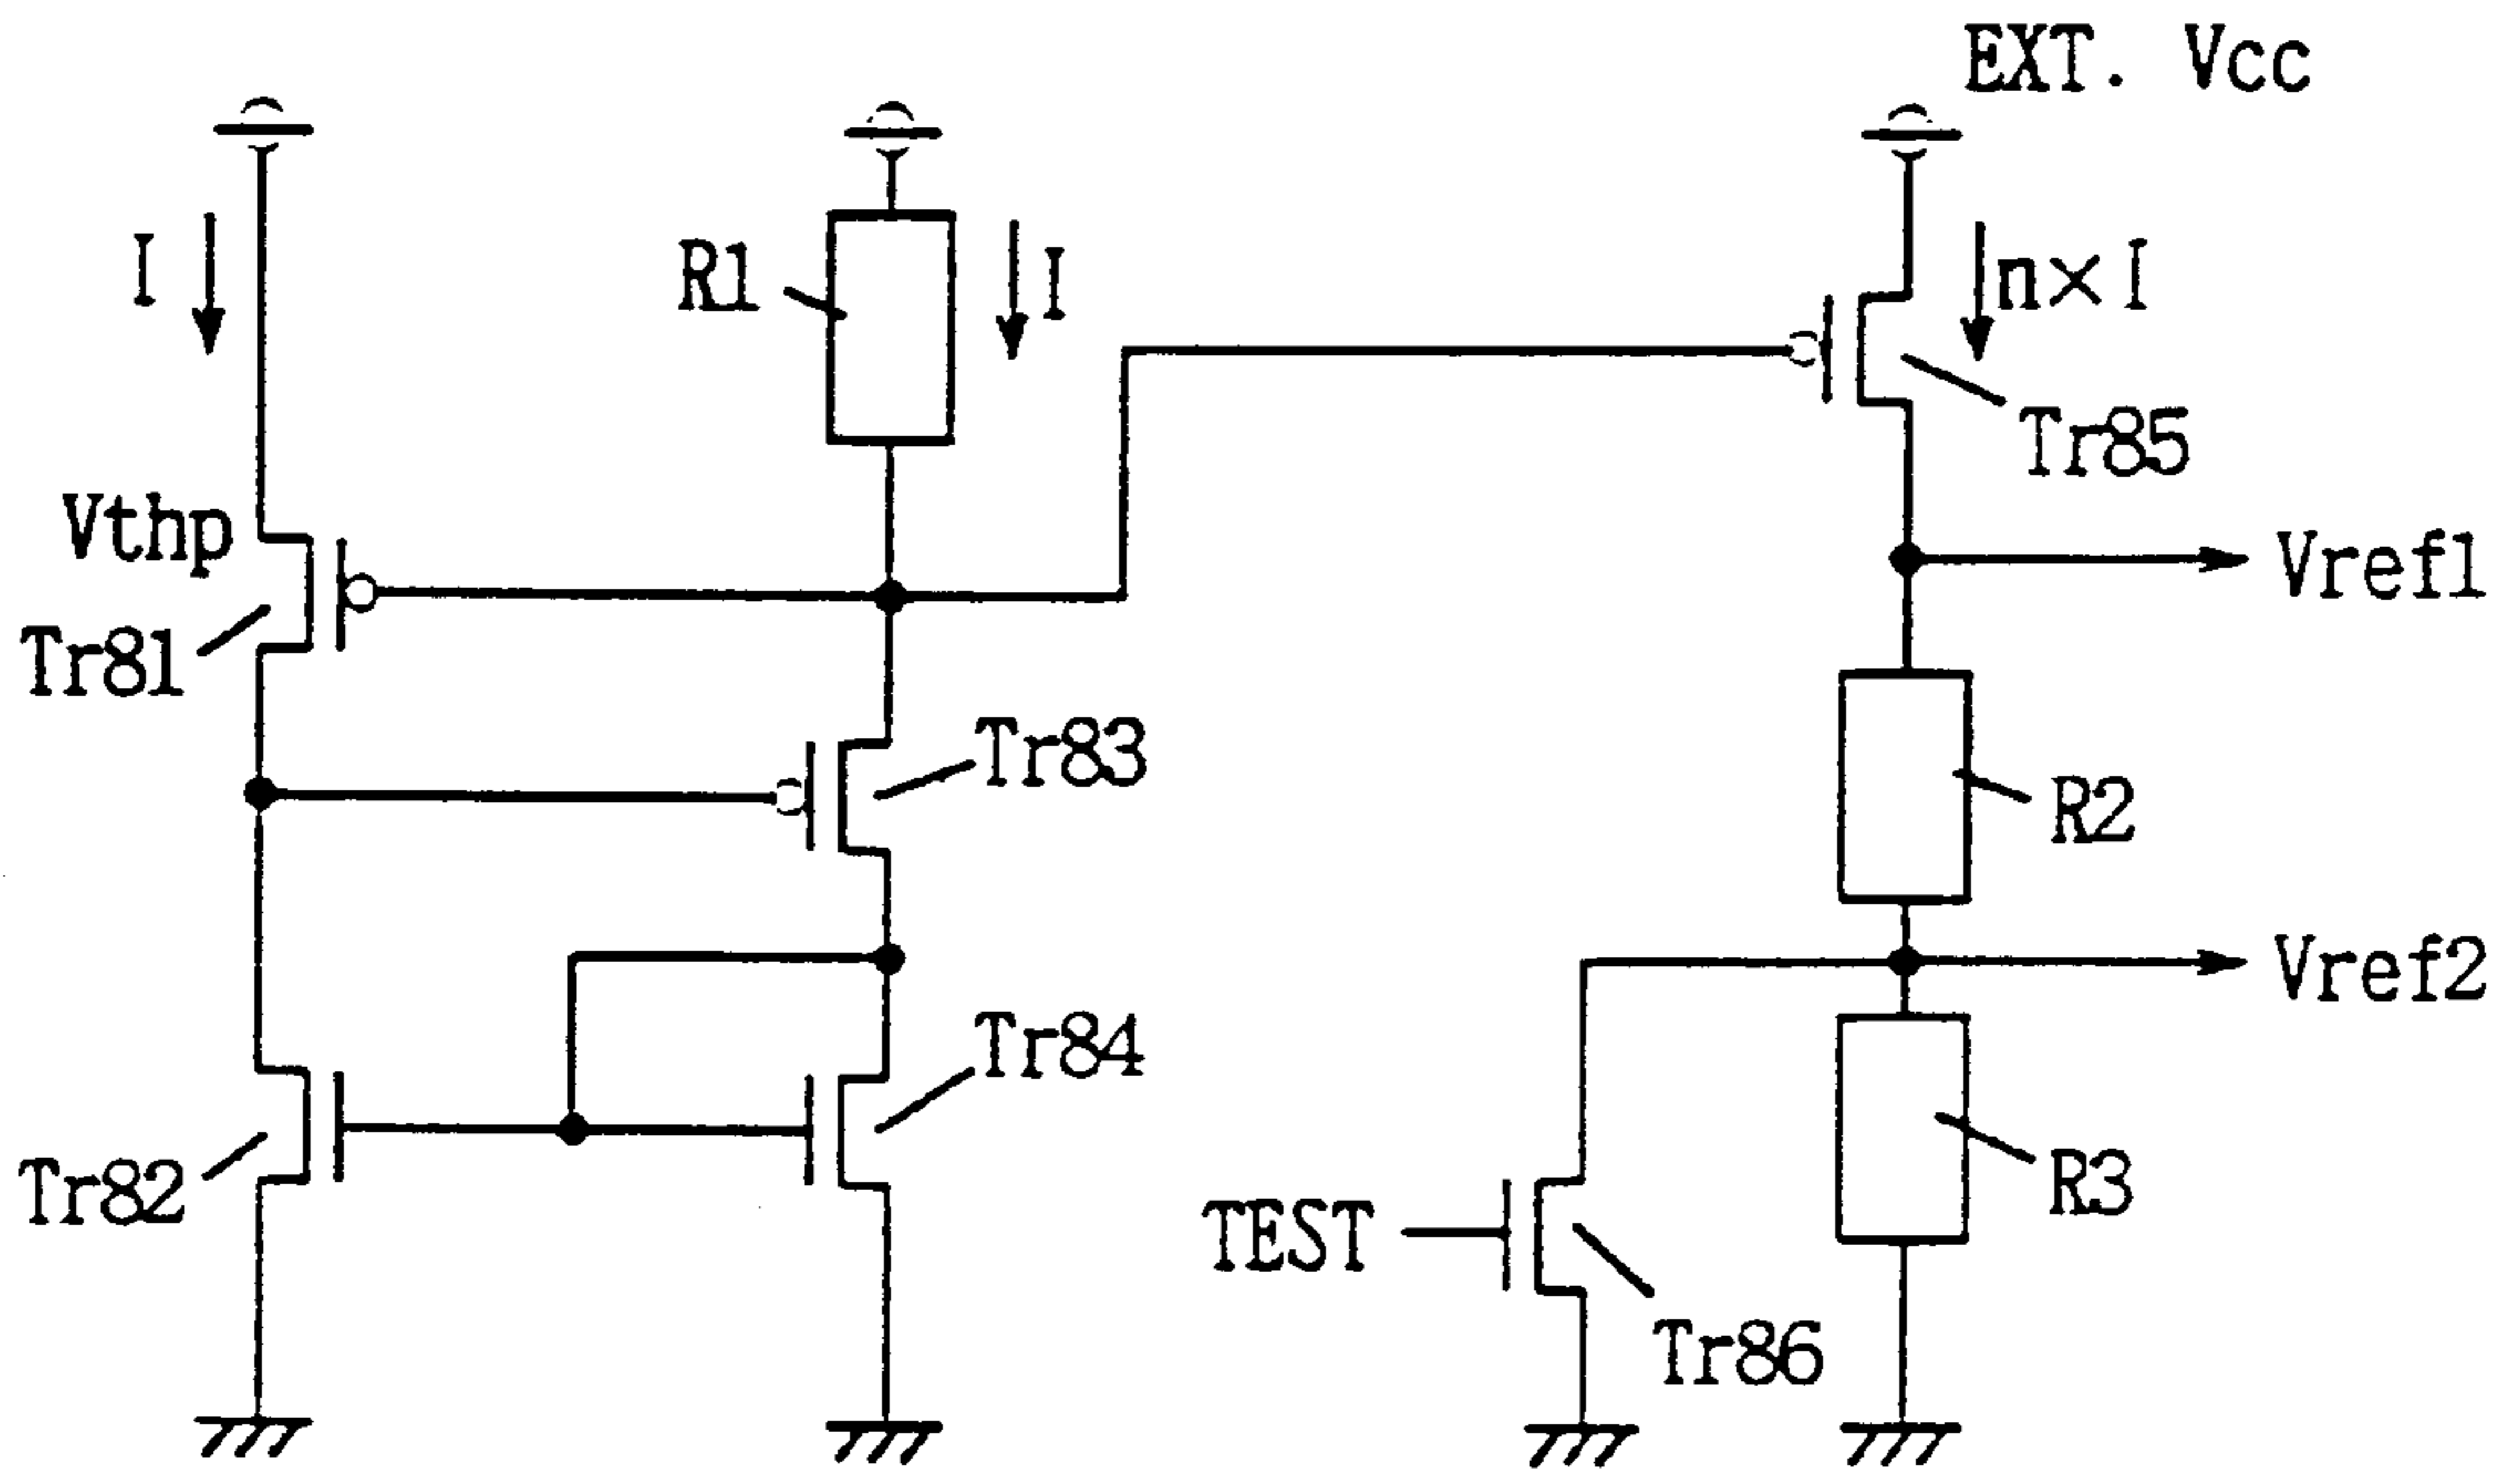 EXT. Vcc
I
R1
I
n×I
Tr85
Vthp
Tr81
Vref1
Tr83
R2
Vref2
Tr84
Tr82
TEST
R3
Tr86